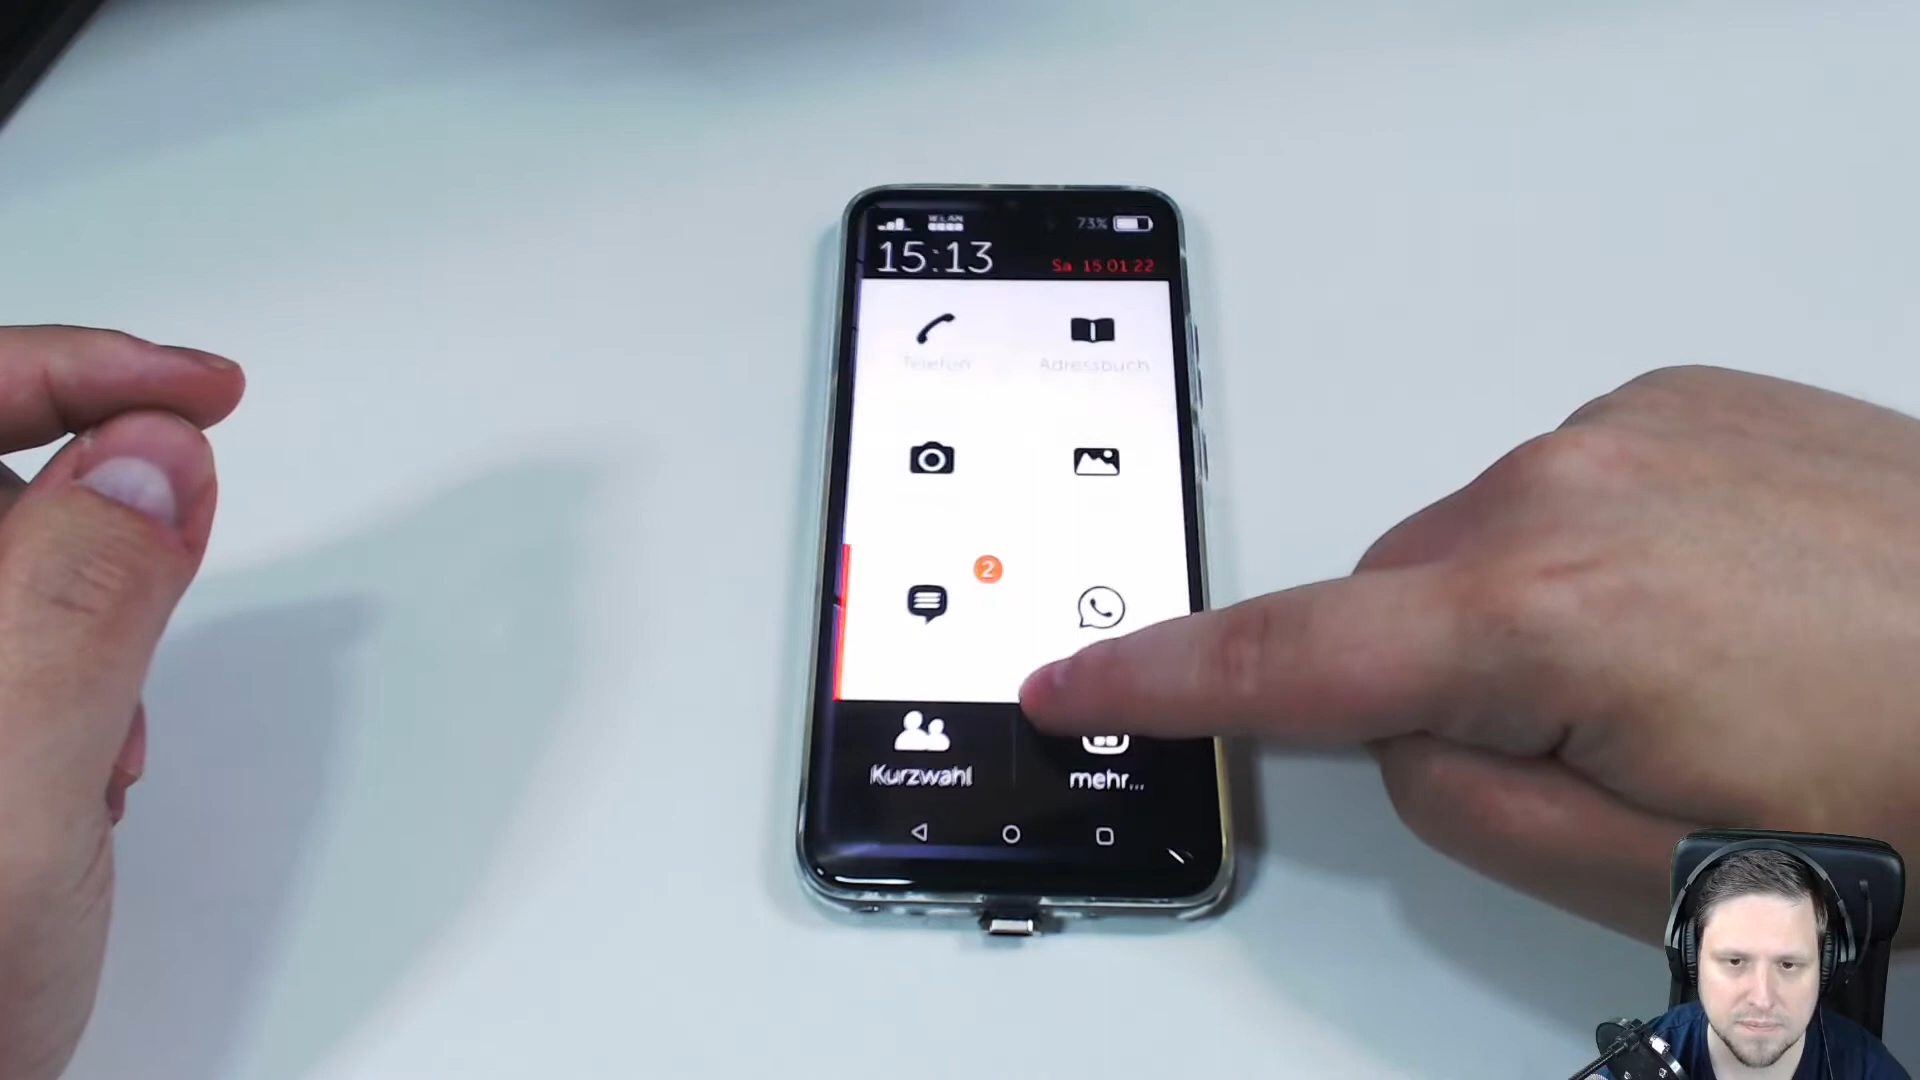 WLAN
73%
15:13
Sa 15 01 22
Telefon
Adressbuch
2
Kurzwahl
mehr...